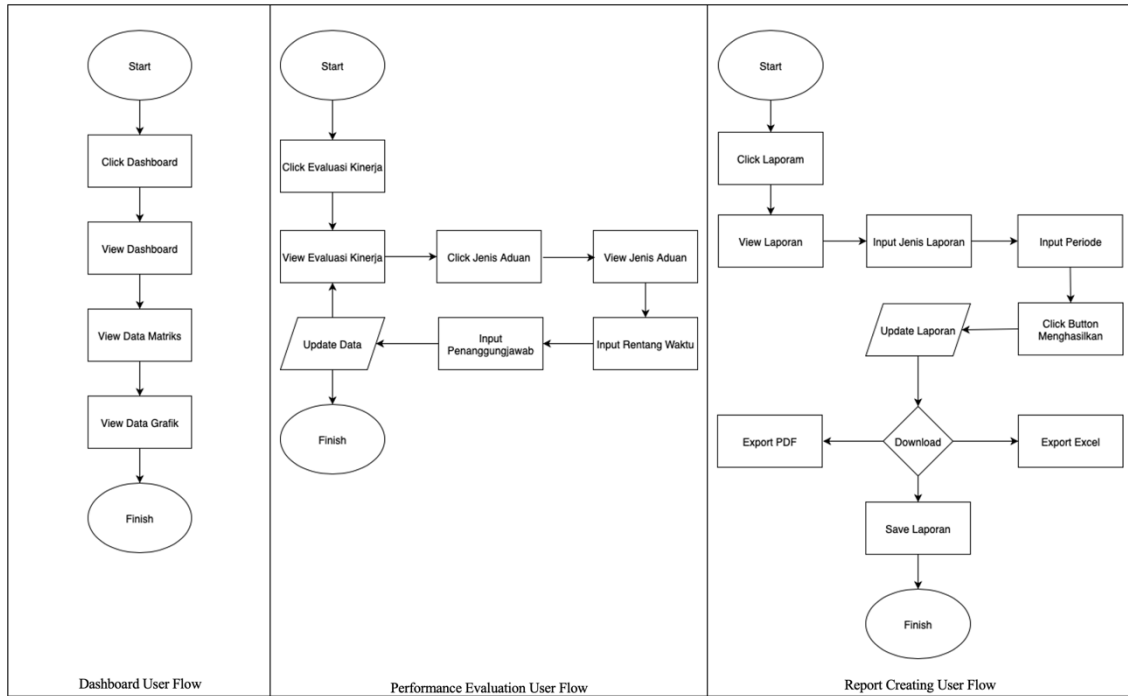 Start
Click Dashboard
View Dashboard
View Data Matriks
View Data Grafik
Finish
Dashboard User Flow
Start
Click Evaluasi Kinerja
View Evaluasi Kinerja
Click Jenis Aduan
View Jenis Aduan
Input Rentang Waktu
Input
Penanggungjawab
Update Data
Finish
Performance Evaluation User Flow
Start
Click Laporam
View Laporan
Input Jenis Laporan
Input Periode
Click Button
Menghasilkan
Update Laporan
Download
Export PDF
Export Excel
Save Laporan
Finish
Report Creating User Flow